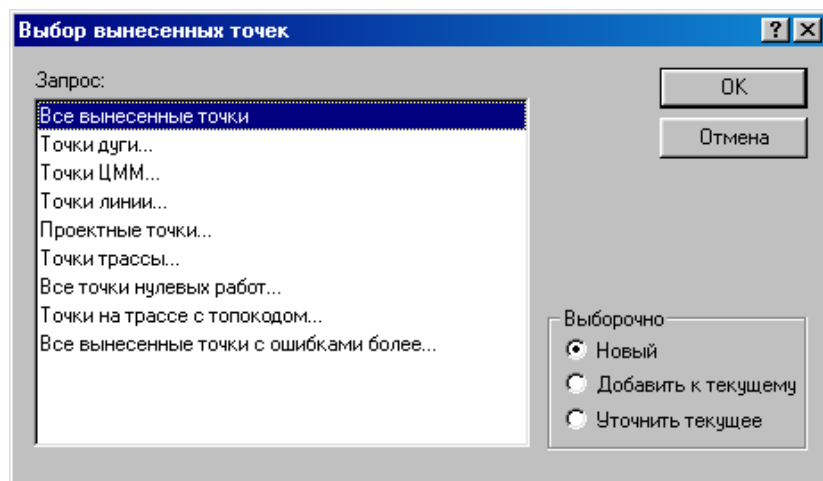 Выбор вынесенных точек
Запрос:
Все вынесенные точки
Точки дуги...
Точки ЦММ...
Точки линии...
Проектные точки...
Точки трассы...
Все точки нулевых работ...
Точки на трассе с топокодом...
Все вынесенные точки с ошибками более...
OK
Отмена
Выборочно
Новый
Добавить к текущему
Уточнить текущее